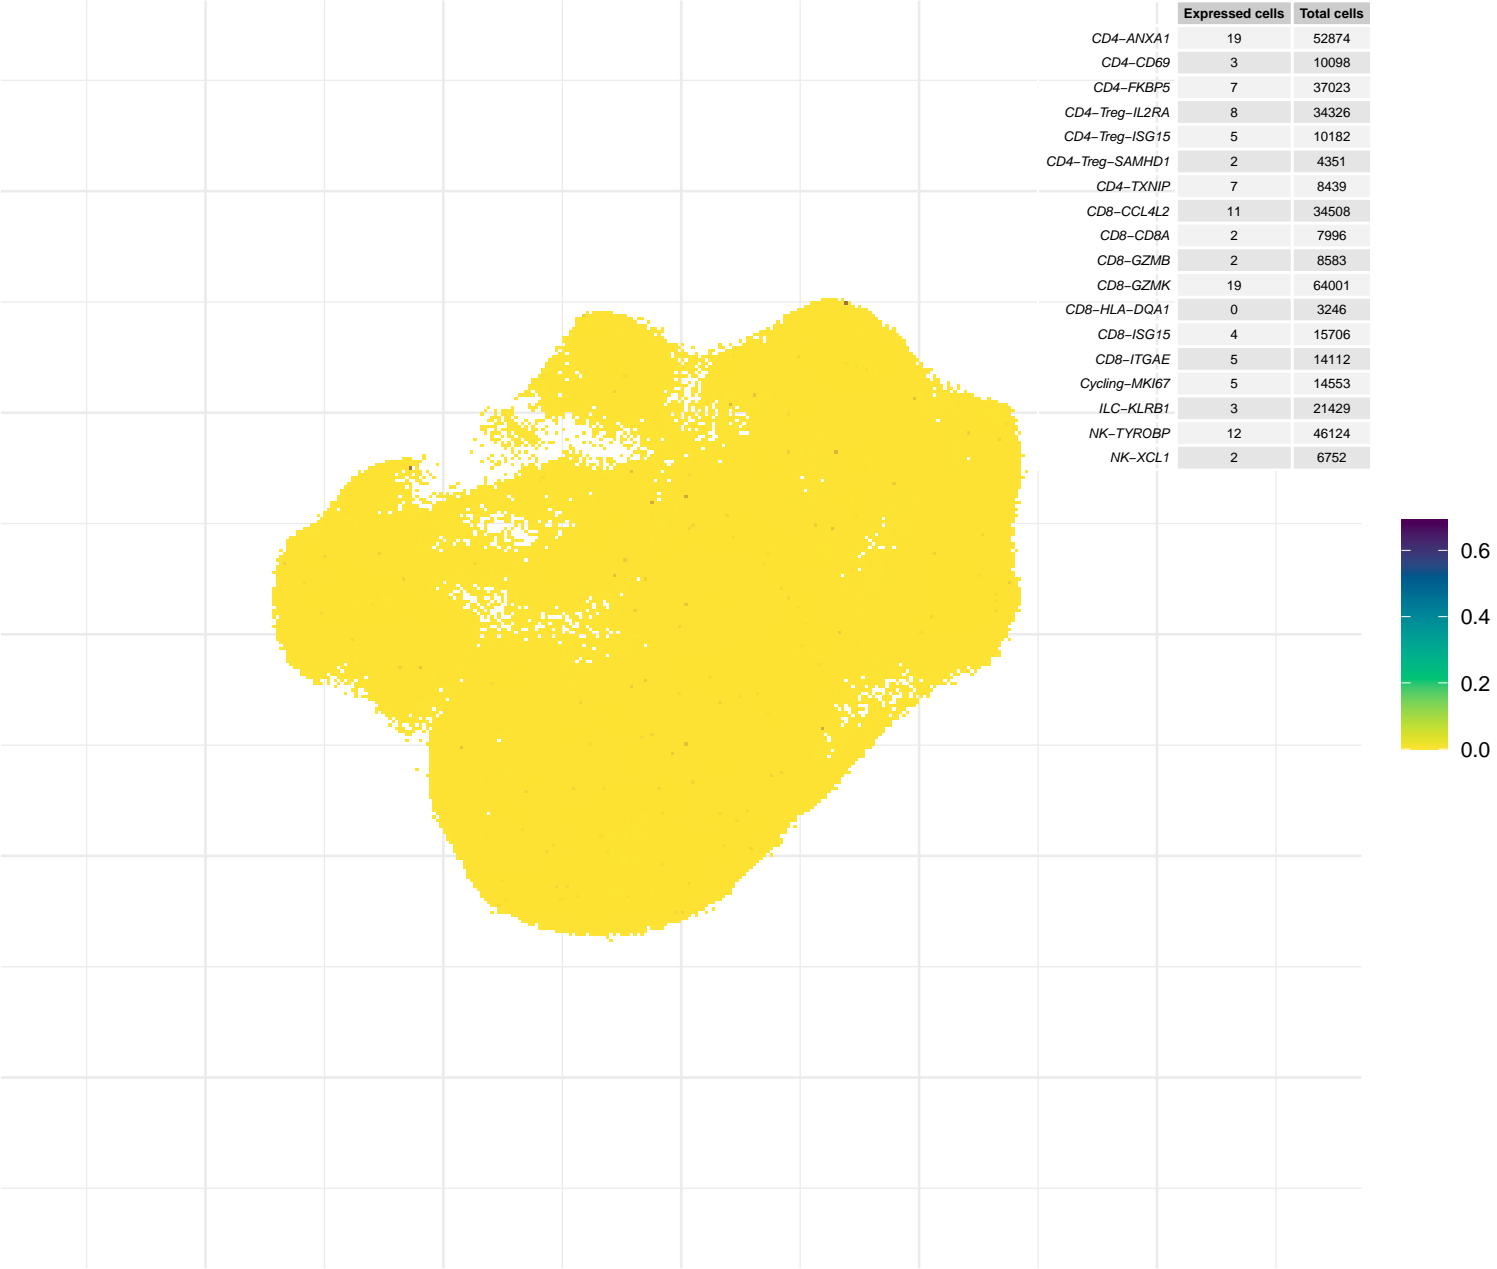 Expressed cells Total cells
CD4−ANXA1 19 52874
CD4−CD69 3 10098
CD4−FKBP5 7 37023
CD4−Treg−IL2RA 8 34326
CD4−Treg−ISG15 5 10182
CD4−Treg−SAMHD1 2 4351
CD4−TXNIP 7 8439
CD8−CCL4L2 11 34508
CD8−CD8A 2 7996
CD8−GZMB 2 8583
CD8−GZMK 19 64001
CD8−HLA−DQA1 0 3246
CD8−ISG15 4 15706
CD8−ITGAE 5 14112
Cycling−MKI67 5 14553
ILC−KLRB1 3 21429
NK−TYROBP 12 46124
NK−XCL1 2 6752
0.6
0.4
0.2
0.0